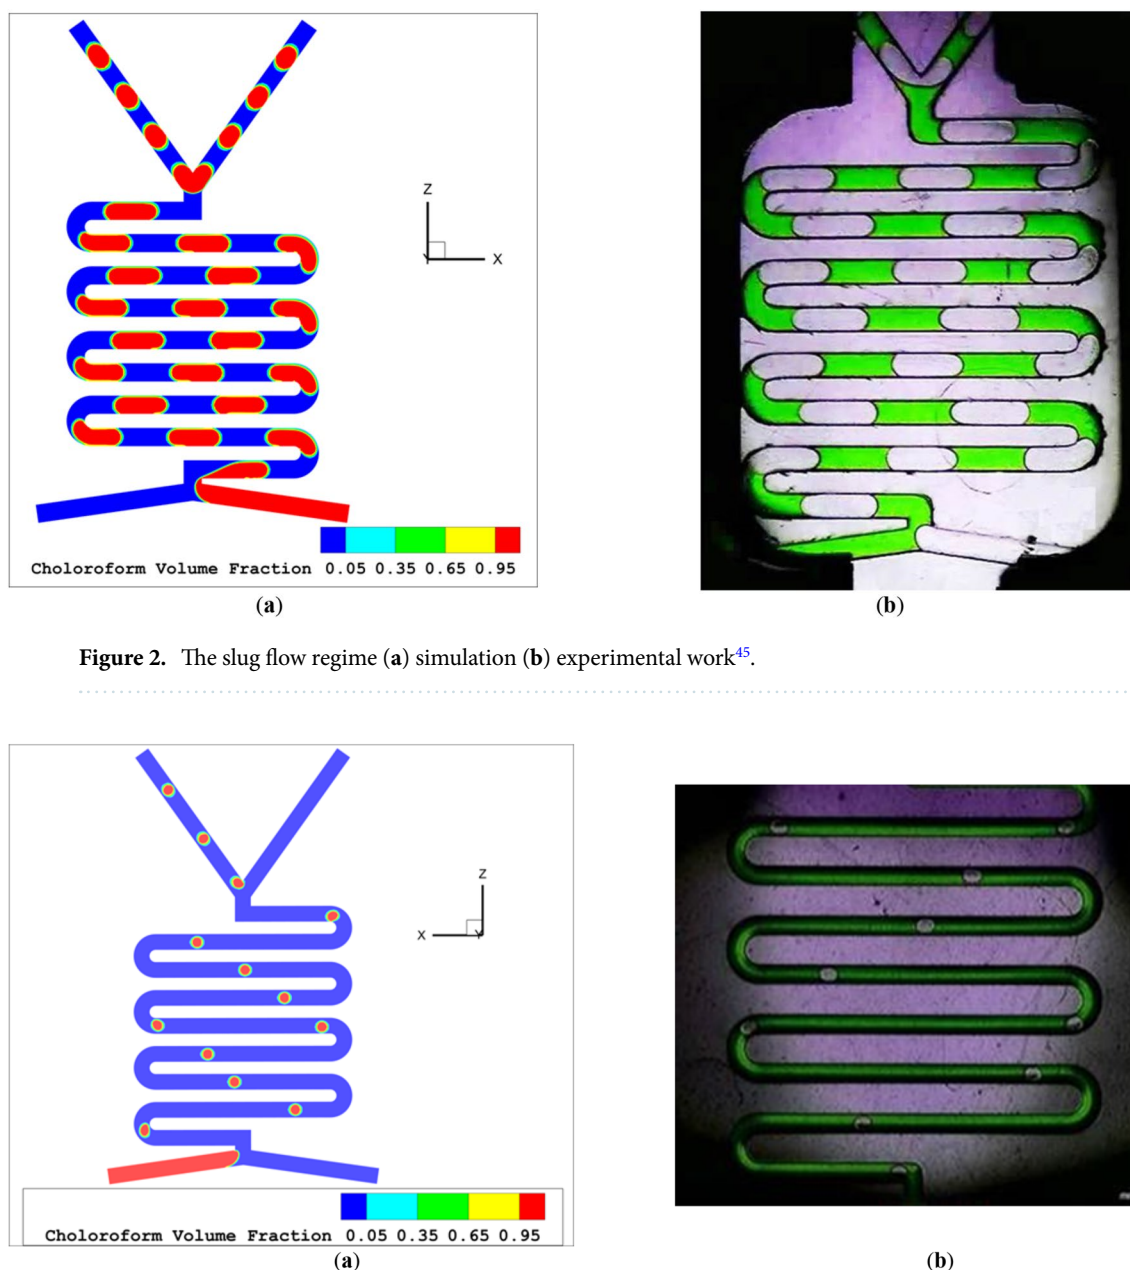 Z
Y
X
Choloroform Volume Fraction 0.05 0.35 0.65 0.95
(a)
(b)
Figure 2. The slug flow regime (a) simulation (b) experimental work45.
Z
X
Y
Choloroform Volume Fraction 0.05 0.35 0.65 0.95
(a)
(b)